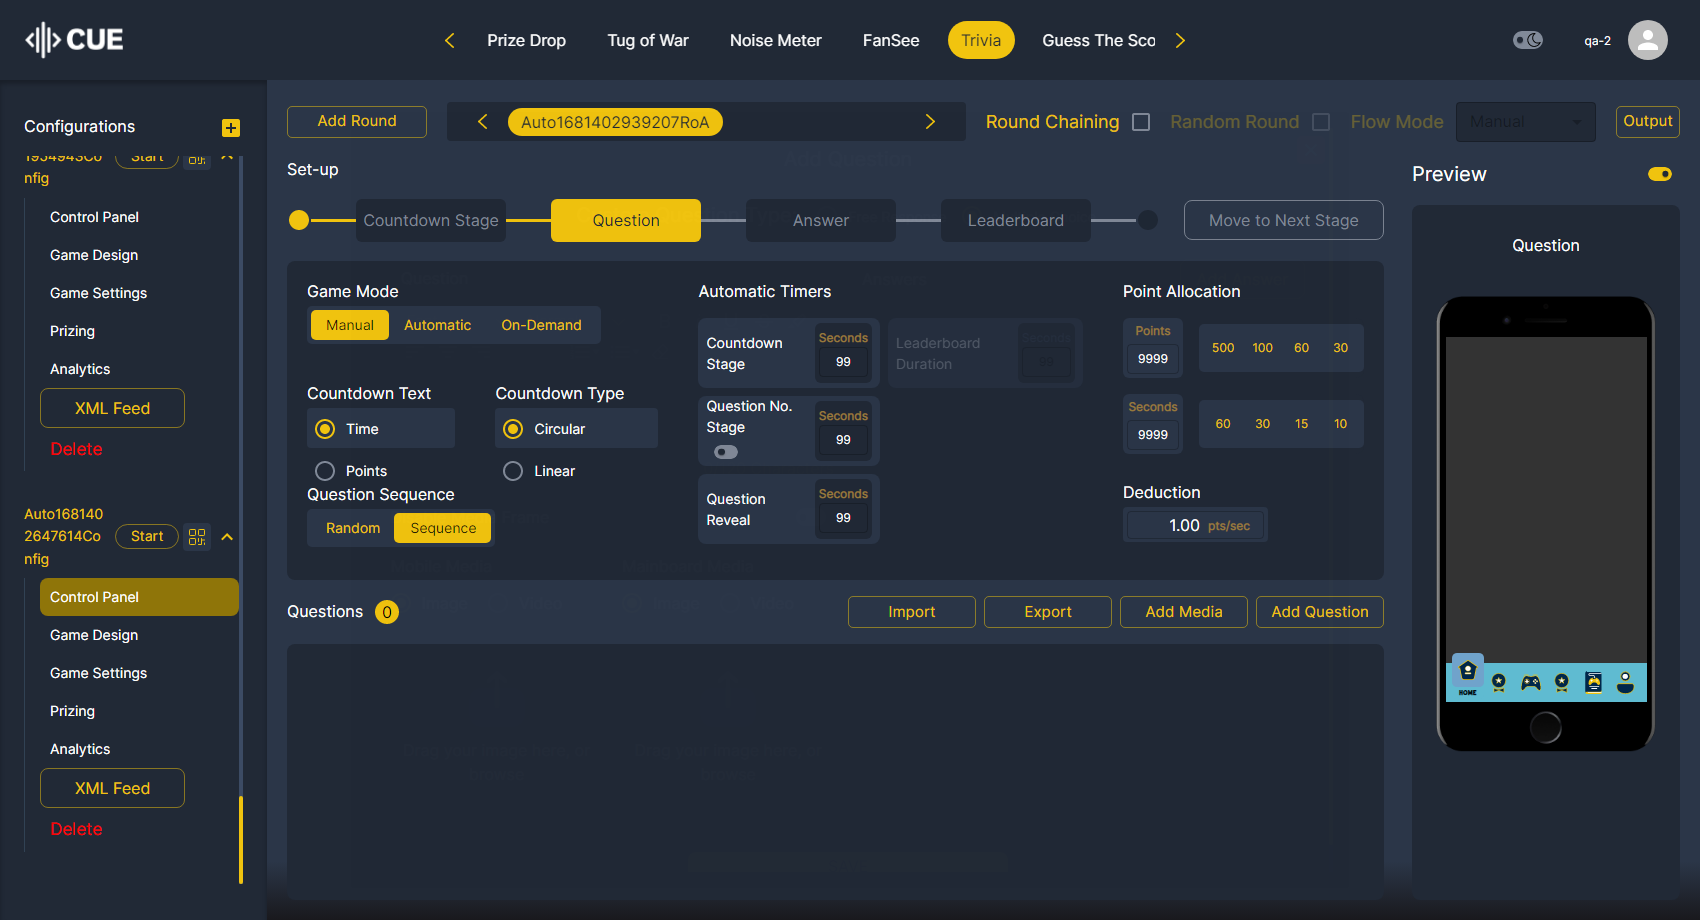 CUE
Prize Drop
Tug of War
Noise Meter
FanSee
Trivia
Guess The Sco
qa-2
Configurations
nfig
Start
Control Panel
Game Design
Game Settings
Prizing
Analytics
XML Feed
Delete
Auto168140
2647614Co
nfig
Start
Control Panel
Game Design
Game Settings
Prizing
Analytics
XML Feed
Delete
Add Round
Auto1681402939207RoA
Round Chaining
Random Round
Flow Mode
Manual
Output
Set-up
Countdown Stage
Question
Answer
Leaderboard
Move to Next Stage
Game Mode
Manual
Automatic
On-Demand
Countdown Text
Time
Points
Countdown Type
Circular
Linear
Question Sequence
Random
Sequence
Automatic Timers
Countdown
Stage
Seconds
99
Leaderboard
Duration
Question No.
Stage
Seconds
99
Question
Reveal
Seconds
99
Point Allocation
Points
9999
500 100 60 30
Seconds
9999
60 30 15 10
Deduction
1.00 pts/sec
Questions 0
Import
Export
Add Media
Add Question
Preview
Question
HOME